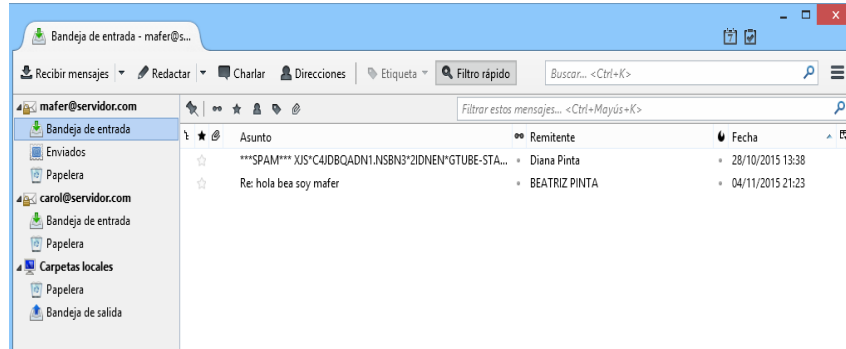 Bandeja de entrada - mafer@s...
Recibir mensajes Redactar Charlar Direcciones Etiqueta Filtro rápido Buscar... <Ctrl+K>
mafer@servidor.com Filtrar estos mensajes... <Ctrl+Mayús+K>
Bandeja de entrada
Asunto Remitente Fecha
Enviados
***SPAM*** XJS*C4JDBQADN1.NSBN3*2IDNEN*GTUBE-STA... Diana Pinta 28/10/2015 13:38
Papelera
Re: hola bea soy mafer BEATRIZ PINTA 04/11/2015 21:23
carol@servidor.com
Bandeja de entrada
Papelera
Carpetas locales
Papelera
Bandeja de salida